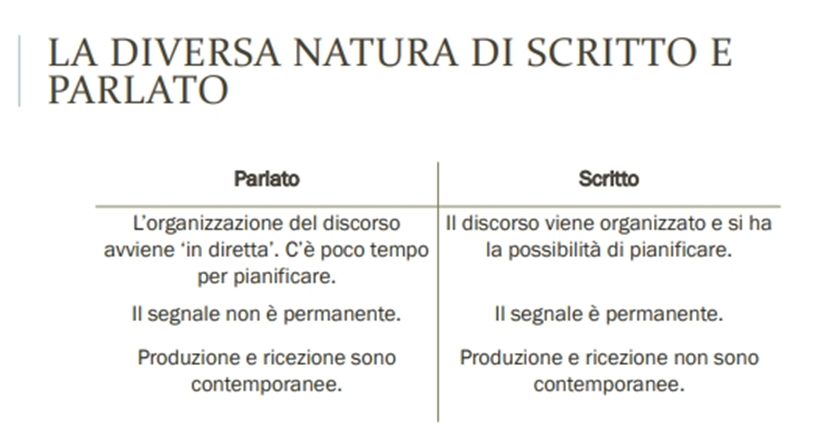 LA DIVERSA NATURA DI SCRITTO E
PARLATO
Parlato
Scritto
L'organizzazione del discorso
avviene 'in diretta'. C'è poco tempo
per pianificare.
Il discorso viene organizzato e si ha
la possibilità di pianificare.
Il segnale non è permanente.
Il segnale è permanente.
Produzione e ricezione sono
contemporanee.
Produzione e ricezione non sono
contemporanee.